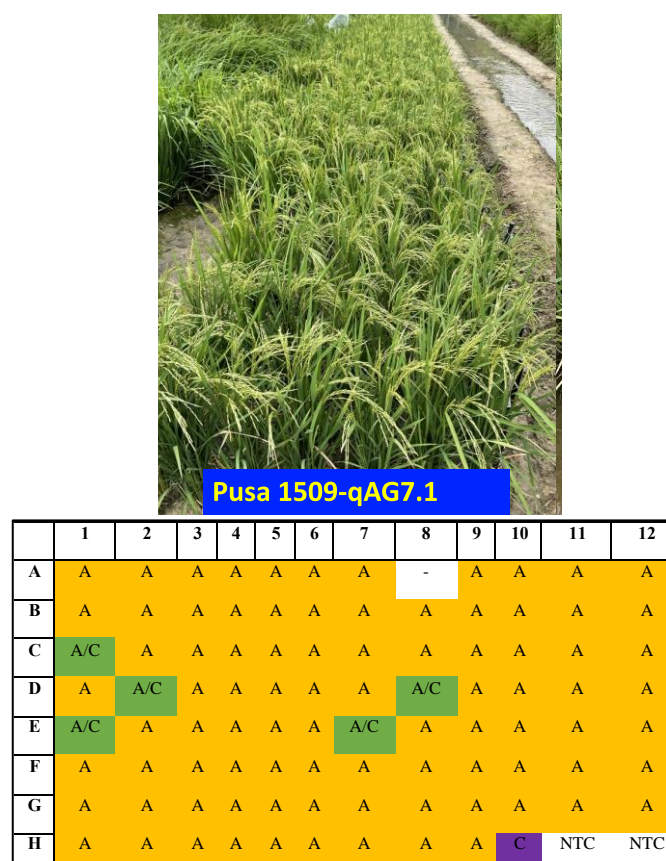 Pusa 1509-qAG7.1
1 2 3 4 5 6 7 8 9 10 11 12
A A A A A A A A - A A A A
B A A A A A A A A A A A A
C A/C A A A A A A A A A A A
D A A/C A A A A A A/C A A A A
E A/C A A A A A A/C A A A A A
F A A A A A A A A A A A A
G A A A A A A A A A A A A
H A A A A A A A A A C NTC NTC